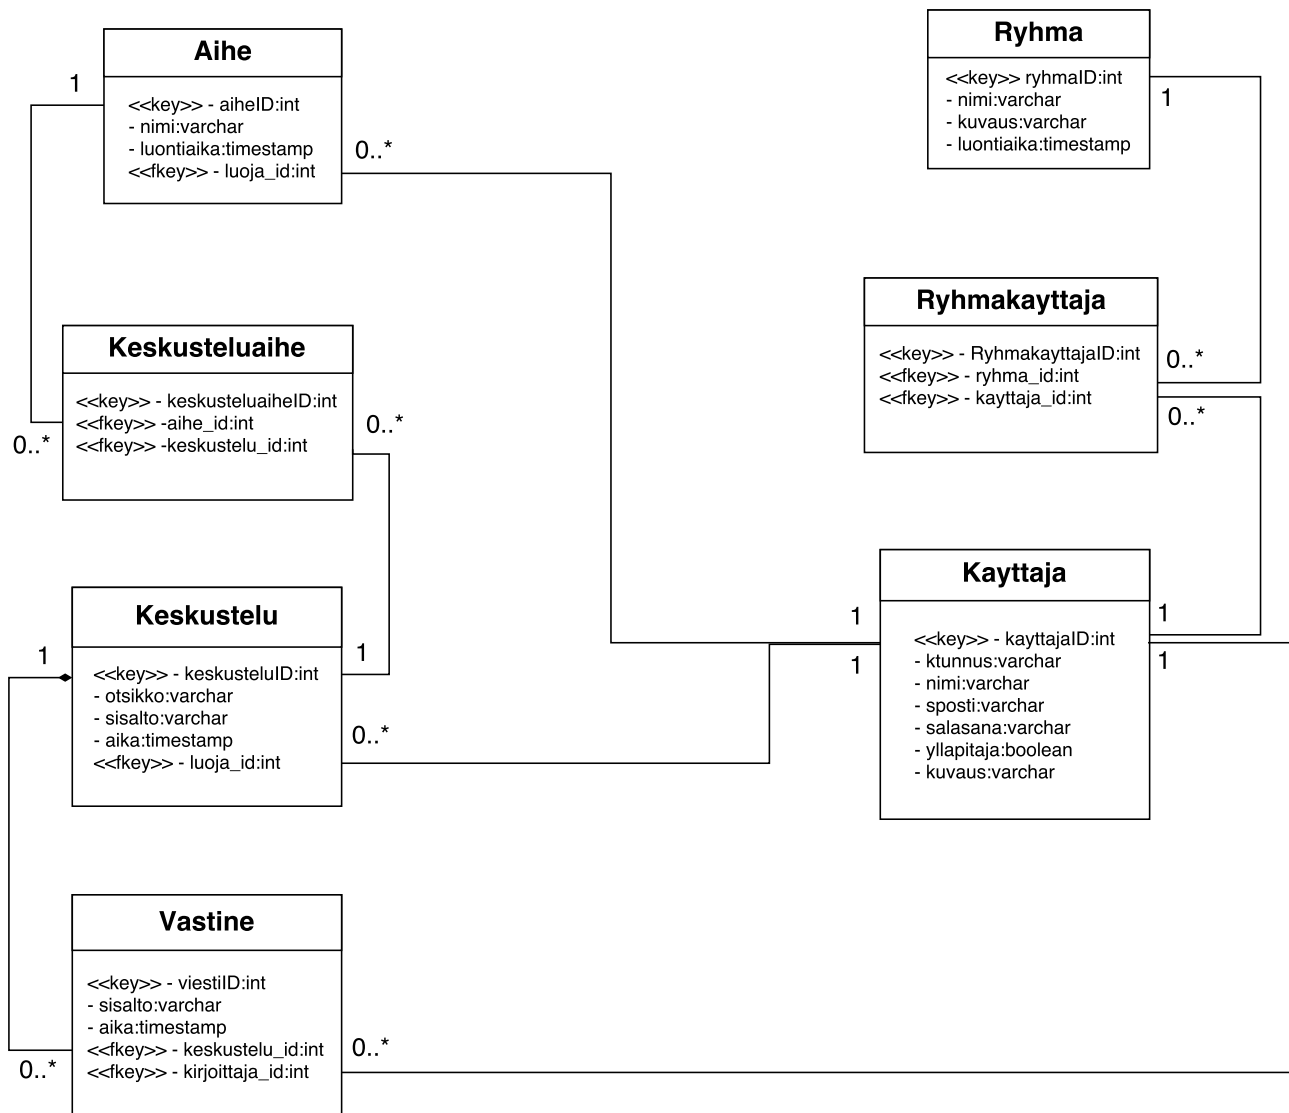 Aihe
1
<<key>> - aiheID:int
- nimi:varchar
- luontiaika:timestamp
<<fkey>> - luoja_id:int
0..*
Ryhma
<<key>> ryhmaID:int
- nimi:varchar
- kuvaus:varchar
- luontiaika:timestamp
1
Keskusteluaihe
<<key>> - keskusteluaiheID:int
<<fkey>> -aihe_id:int
<<fkey>> -keskustelu_id:int
0..*
0..*
Ryhmakayttaja
<<key>> - RyhmakayttajaID:int
<<fkey>> - ryhma_id:int
<<fkey>> - kayttaja_id:int
0..*
0..*
Keskustelu
1
<<key>> - keskusteluID:int
- otsikko:varchar
- sisalto:varchar
- aika:timestamp
<<fkey>> - luoja_id:int
1
0..*
Kayttaja
1
1
<<key>> - kayttajaID:int
- ktunnus:varchar
- nimi:varchar
- sposti:varchar
- salasana:varchar
- yllapitaja:boolean
- kuvaus:varchar
1
1
Vastine
<<key>> - viestiID:int
- sisalto:varchar
- aika:timestamp
<<fkey>> - keskustelu_id:int
<<fkey>> - kirjoittaja_id:int
0..*
0..*